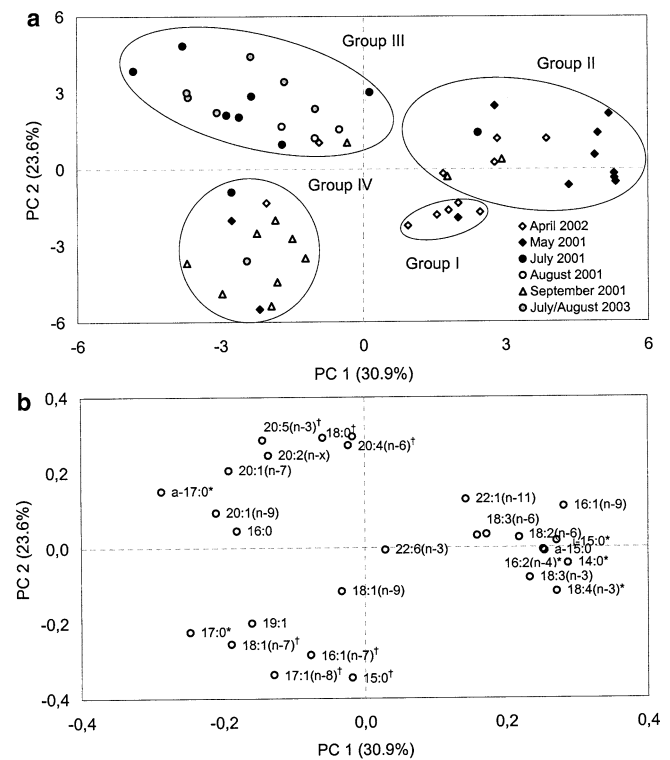 a
6
3
0
-3
-6
PC 2 (23.6%)
Group III
Group II
Group IV
Group I
April 2002
May 2001
July 2001
August 2001
September 2001
July/August 2003
-6 -3 0 3 6
PC 1 (30.9%)
b
0,4
0,2
0,0
-0,2
-0,4
PC 2 (23.6%)
20:5(n-3)†
18:0†
20:4(n-6)†
20:2(n-x)
20:1(n-7)
a-17:0*
20:1(n-9)
16:0
22:1(n-11)
16:1(n-9)
18:3(n-6)
18:2(n-6)
i-15:0*
22:6(n-3)
a-15:0
16:2(n-4)*
14:0*
18:3(n-3)
18:4(n-3)*
18:1(n-9)
19:1
17:0*
18:1(n-7)†
16:1(n-7)†
17:1(n-8)†
15:0†
-0,4 -0,2 0,0 0,2 0,4
PC 1 (30.9%)